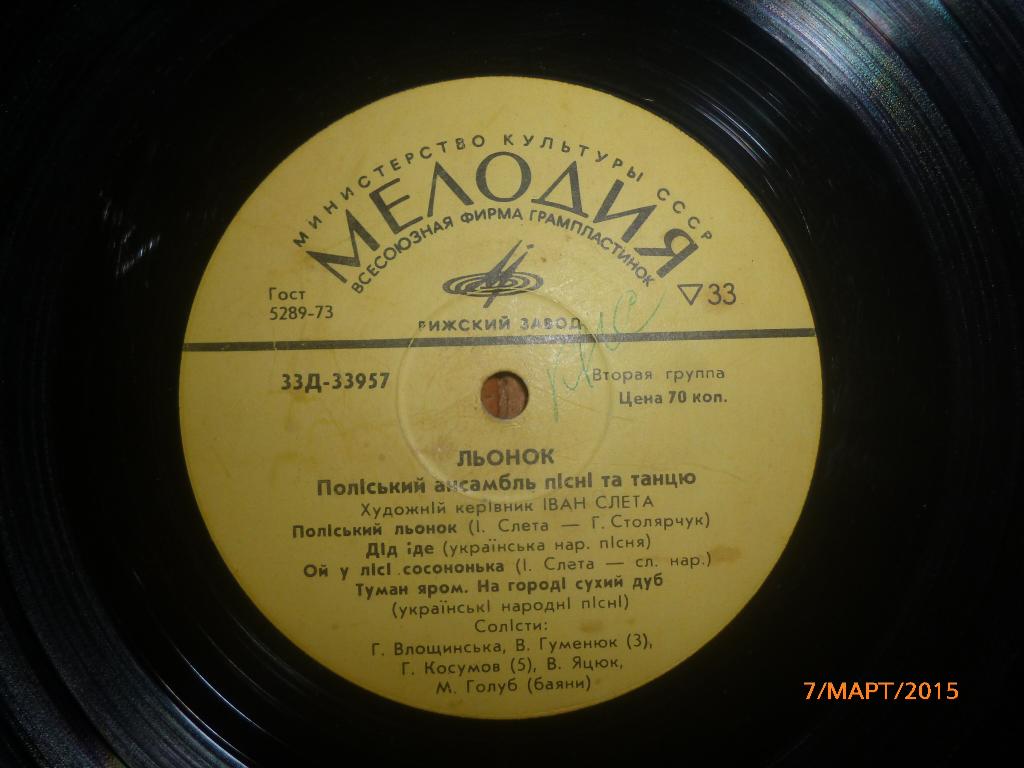 МИНИСТЕРСТВО КУЛЬТУРЫ СССР
МЕЛОДИЯ
ВСЕСОЮЗНАЯ ФИРМА ГРАМПЛАСТИНОК
Гост
5289-73
▽33
РИЖСКИЙ ЗАВОД
33Д-33957
Вторая группа
Цена 70 коп.
ЛЬОНОК
Поліський ансамбль пісні та танцю
Художній керівник ІВАН СЛЕТА
Поліський льонок (І. Слета — Г. Столярчук)
Дід іде (українська нар. пісня)
Ой у лісі сосононька (І. Слета — сл. нар.)
Туман яром. На городі сухий дуб
(українські народні пісні)
Солісти:
Г. Влощинська, В. Гуменюк (3),
Г. Косумов (5), В. Яцюк,
М. Голуб (баяни)
7/МАРТ/2015